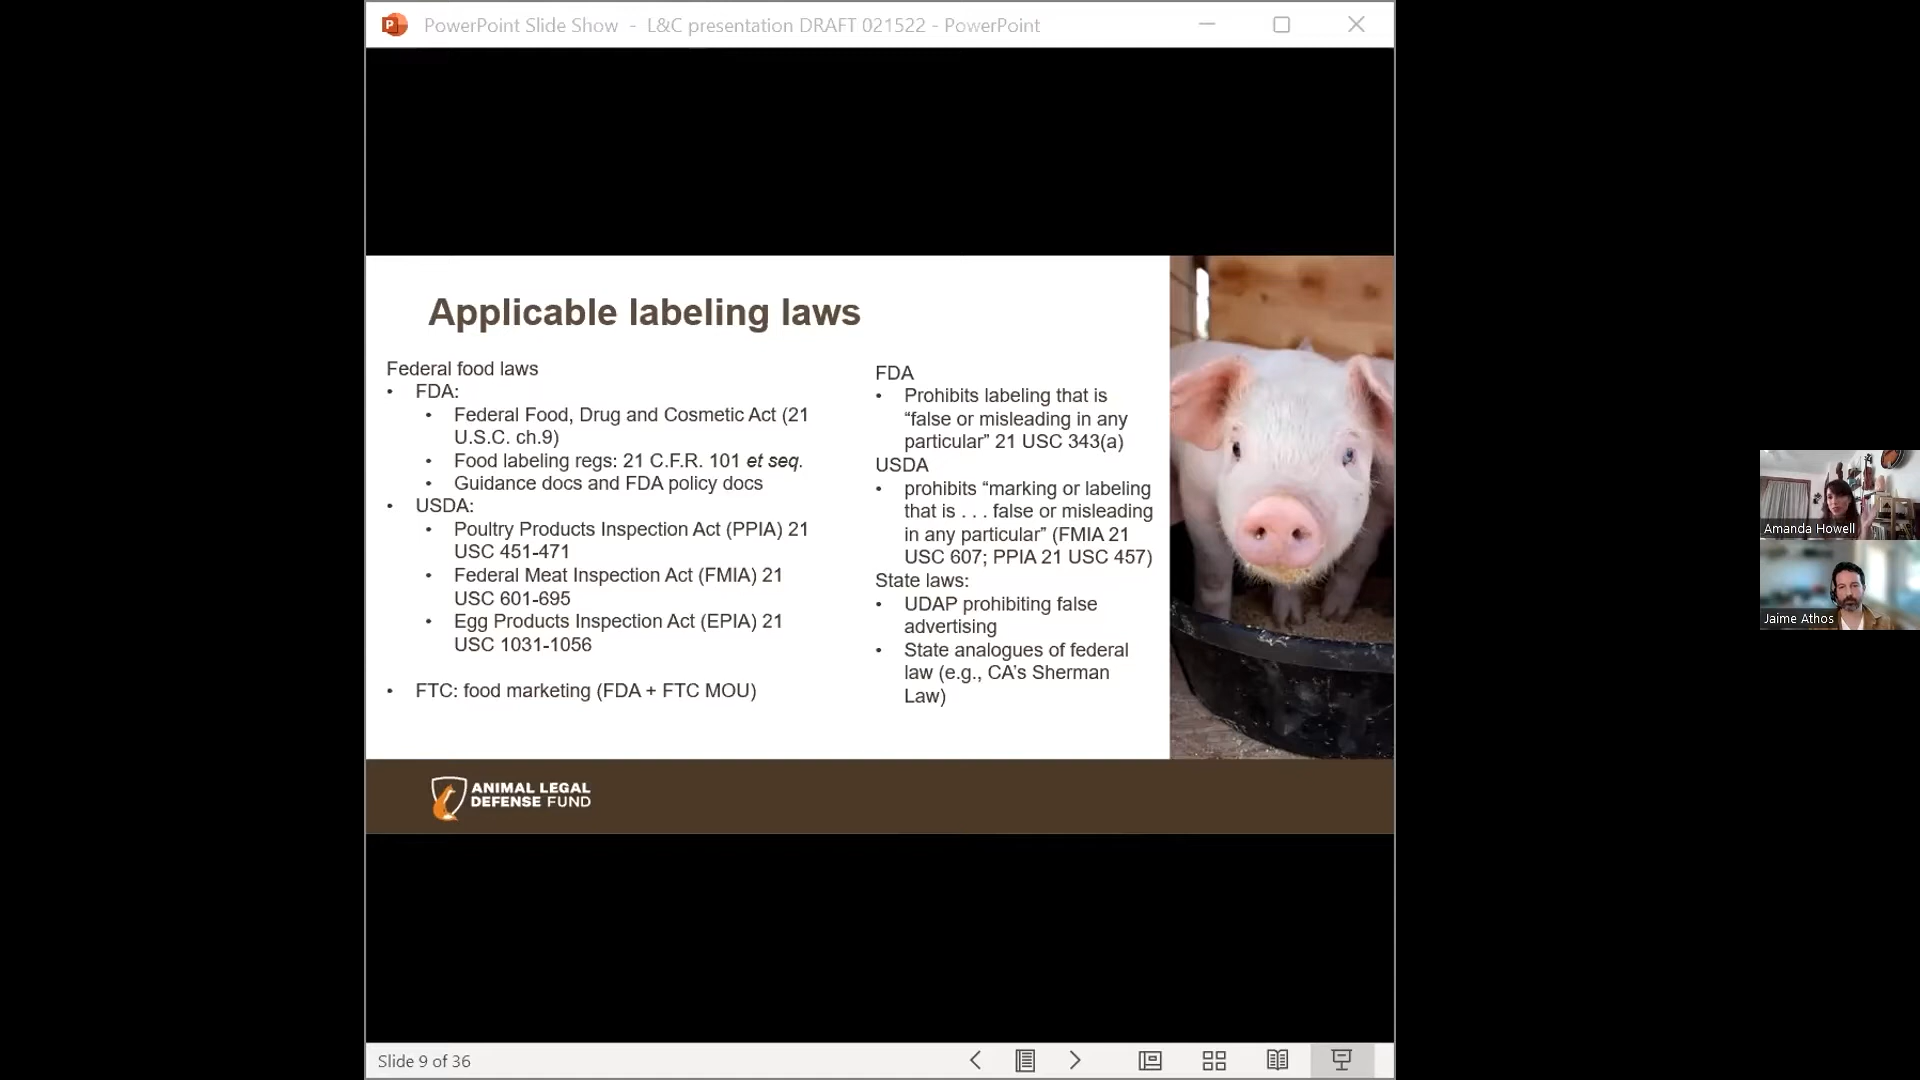 PowerPoint Slide Show - L&C presentation DRAFT 021522 - PowerPoint
Applicable labeling laws
Federal food laws
• FDA:
• Federal Food, Drug and Cosmetic Act (21
U.S.C. ch.9)
• Food labeling regs: 21 C.F.R. 101 et seq.
• Guidance docs and FDA policy docs
• USDA:
• Poultry Products Inspection Act (PPIA) 21
USC 451-471
• Federal Meat Inspection Act (FMIA) 21
USC 601-695
• Egg Products Inspection Act (EPIA) 21
USC 1031-1056
• FTC: food marketing (FDA + FTC MOU)
FDA
• Prohibits labeling that is
“false or misleading in any
particular” 21 USC 343(a)
USDA
• prohibits “marking or labeling
that is . . . false or misleading
in any particular” (FMIA 21
USC 607; PPIA 21 USC 457)
State laws:
• UDAP prohibiting false
advertising
• State analogues of federal
law (e.g., CA’s Sherman
Law)
ANIMAL LEGAL
DEFENSE FUND
Amanda Howell
Jaime Athos
Slide 9 of 36